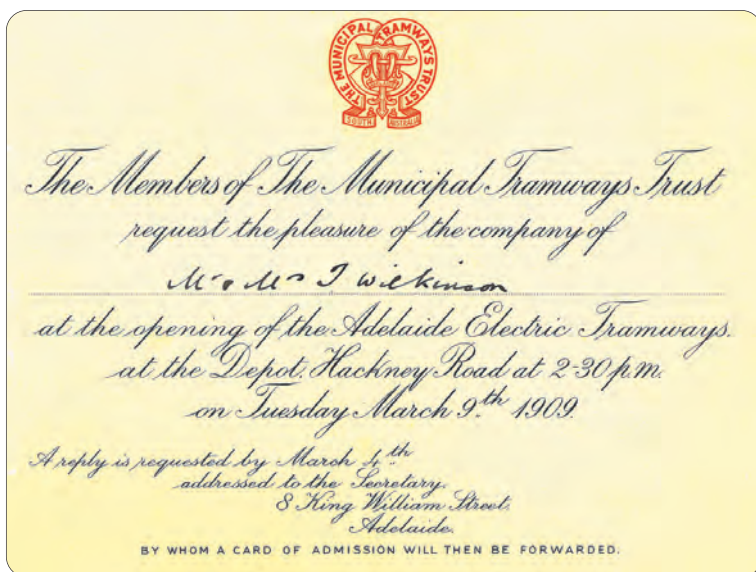 THE MUNICIPAL TRAMWAYS TRUST
SOUTH AUSTRALIA
The Members of The Municipal Tramways Trust
request the pleasure of the company of
Mr & Mrs J Wilkinson
at the opening of the Adelaide Electric Tramways.
at the Depot. Hackney Road at 2-30 p.m.
on Tuesday March 9th. 1909.
A reply is requested by March 4th
addressed to the Secretary.
8 King William Street.
Adelaide.
BY WHOM A CARD OF ADMISSION WILL THEN BE FORWARDED.